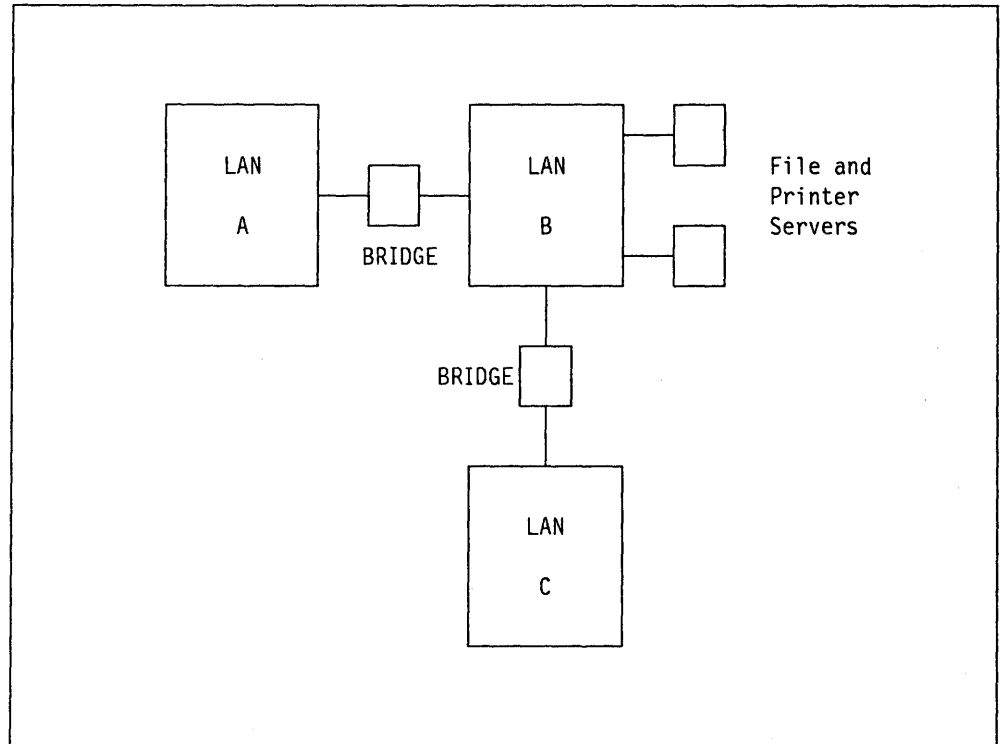 LAN
A
BRIDGE
LAN
B
File and
Printer
Servers
BRIDGE
LAN
C